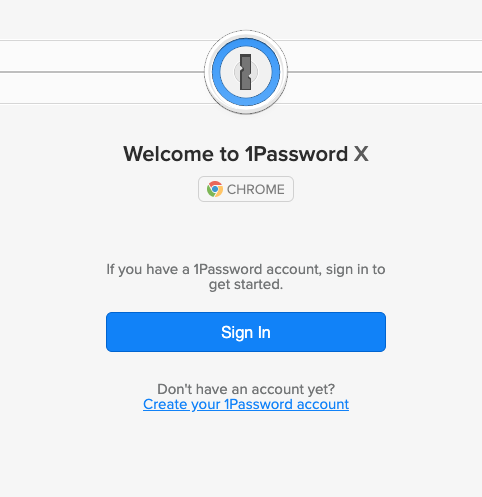 Welcome to 1Password X
CHROME
If you have a 1Password account, sign in to
get started.
Sign In
Don't have an account yet?
Create your 1Password account